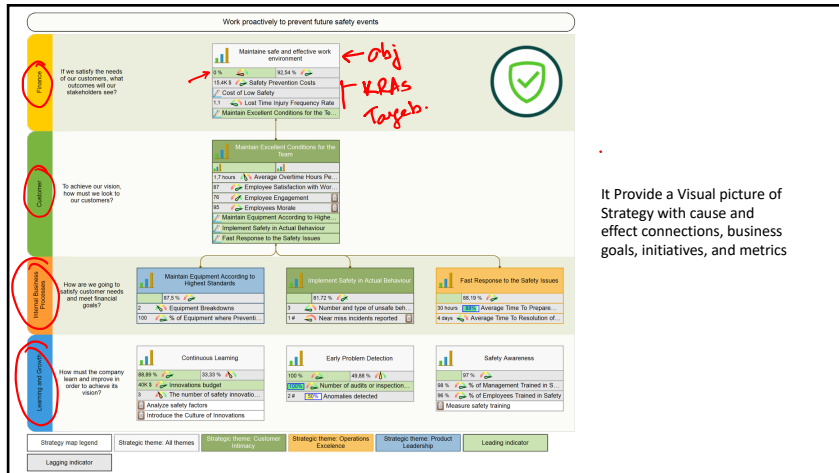 Work proactively to prevent future safety events
Finance
If we satisfy the needs
of our customers, what
outcomes will our
stakeholders see?
Maintaine safe and effective work
environment
0 % 92,54 %
15.4K $ Safety Prevention Costs
Cost of Low Safety
1,1 Lost Time Injury Frequency Rate
Maintain Excellent Conditions for the Te...
obj
KRAs
Customer
To achieve our vision,
how must we look to
our customers?
Maintain Excellent Conditions for the
Team
1,7 hours Average Overtime Hours Pe...
87 Employee Satisfaction with Wor...
76 Employee Engagement
95 Employees Morale
Maintain Equipment According to Highe...
Implement Safety in Actual Behaviour
Fast Response to the Safety Issues
It Provide a Visual picture of
Strategy with cause and
effect connections, business
goals, initiatives, and metrics
Internal Business
Processes
How are we going to
satisfy customer needs
and meet financial
goals?
Maintain Equipment According to
Highest Standards
87,5 %
2 Equipment Breakdowns
100 % of Equipment where Preventi...
Implement Safety in Actual Behaviour
81,72 %
3 Number and type of unsafe beh...
1 # Near miss incidents reported
Fast Response to the Safety Issues
88,19 %
30 hours 88% Average Time To Prepare...
4 days Average Time To Resolution of...
Learning and Growth
How must the company
learn and improve in
order to achieve its
vision?
Continuous Learning
88,89 % 33,33 %
40K $ Innovations budget
3 The number of safety innovatio...
Analyze safety factors
Introduce the Culture of Innovations
Early Problem Detection
100 % 49,88 %
100% Number of audits or inspection...
2 # 50% Anomalies detected
Safety Awareness
97 %
98 % % of Management Trained in S...
96 % % of Employees Trained in Safety
Measure safety training
Strategy map legend
Strategic theme: All themes
Strategic theme: Customer
Intimacy
Strategic theme: Operations
Excelence
Strategic theme: Product
Leadership
Leading indicator
Lagging indicator